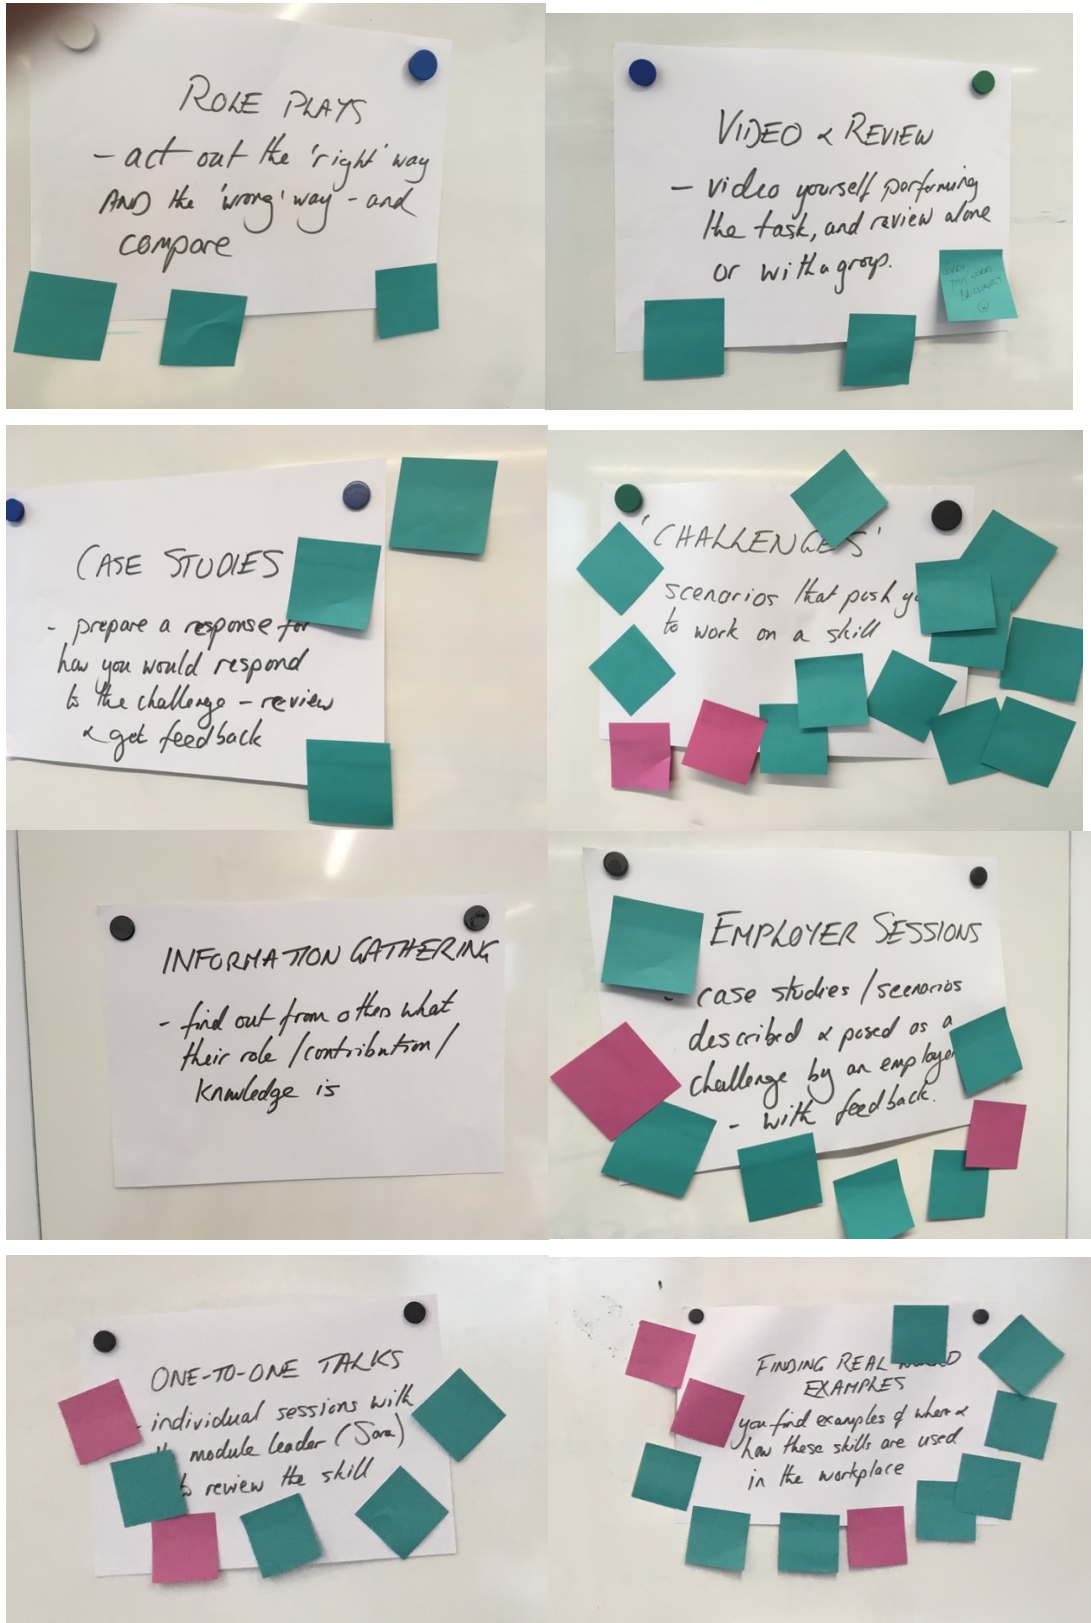 ROLE PLAYS
- act out the 'right' way
AND the 'wrong' way - and
compare
VIDEO & REVIEW
- video yourself performing
the task, and review alone
or with a group.
THIS WORKS
BRILLIANTLY
CASE STUDIES
- prepare a response for
how you would respond
to the challenge - review
& get feedback
'CHALLENGES'
scenarios that push
to work on a skill
INFORMATION GATHERING
- find out from others what
their role / contribution /
knowledge is
EMPLOYER SESSIONS
case studies / scenarios
described & posed as a
challenge by an employer
- with feedback.
ONE-TO-ONE TALKS
- individual sessions with
module leader (Sara)
to review the skill
FINDING REAL WORLD
EXAMPLES
you find examples of where &
how these skills are used
in the workplace